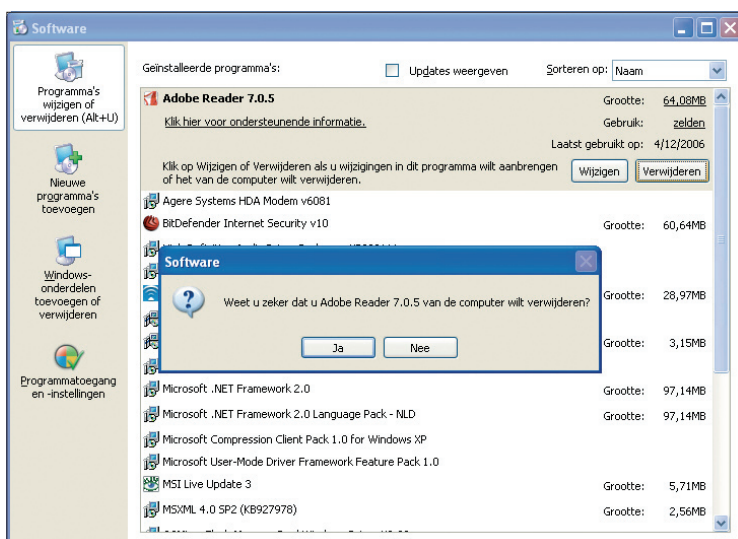 Software
Programma's
wijzigen of
verwijderen (Alt+U)
Nieuwe
programma's
toevoegen
Windows-
onderdelen
toevoegen of
verwijderen
Programmatoegang
en -instellingen
Geïnstalleerde programma's:
Updates weergeven
Sorteren op: Naam
Adobe Reader 7.0.5
Grootte: 64,08MB
Klik hier voor ondersteunende informatie.
Gebruik: zelden
Laatst gebruikt op: 4/12/2006
Klik op Wijzigen of Verwijderen als u wijzigingen in dit programma wilt aanbrengen
of het van de computer wilt verwijderen.
Wijzigen Verwijderen
Agere Systems HDA Modem v6081
BitDefender Internet Security v10
Grootte: 60,64MB
Software
Weet u zeker dat u Adobe Reader 7.0.5 van de computer wilt verwijderen?
Ja Nee
Grootte: 28,97MB
Grootte: 3,15MB
Microsoft .NET Framework 2.0
Grootte: 97,14MB
Microsoft .NET Framework 2.0 Language Pack - NLD
Grootte: 97,14MB
Microsoft Compression Client Pack 1.0 for Windows XP
Microsoft User-Mode Driver Framework Feature Pack 1.0
MSI Live Update 3
Grootte: 5,71MB
MSXML 4.0 SP2 (KB927978)
Grootte: 2,56MB